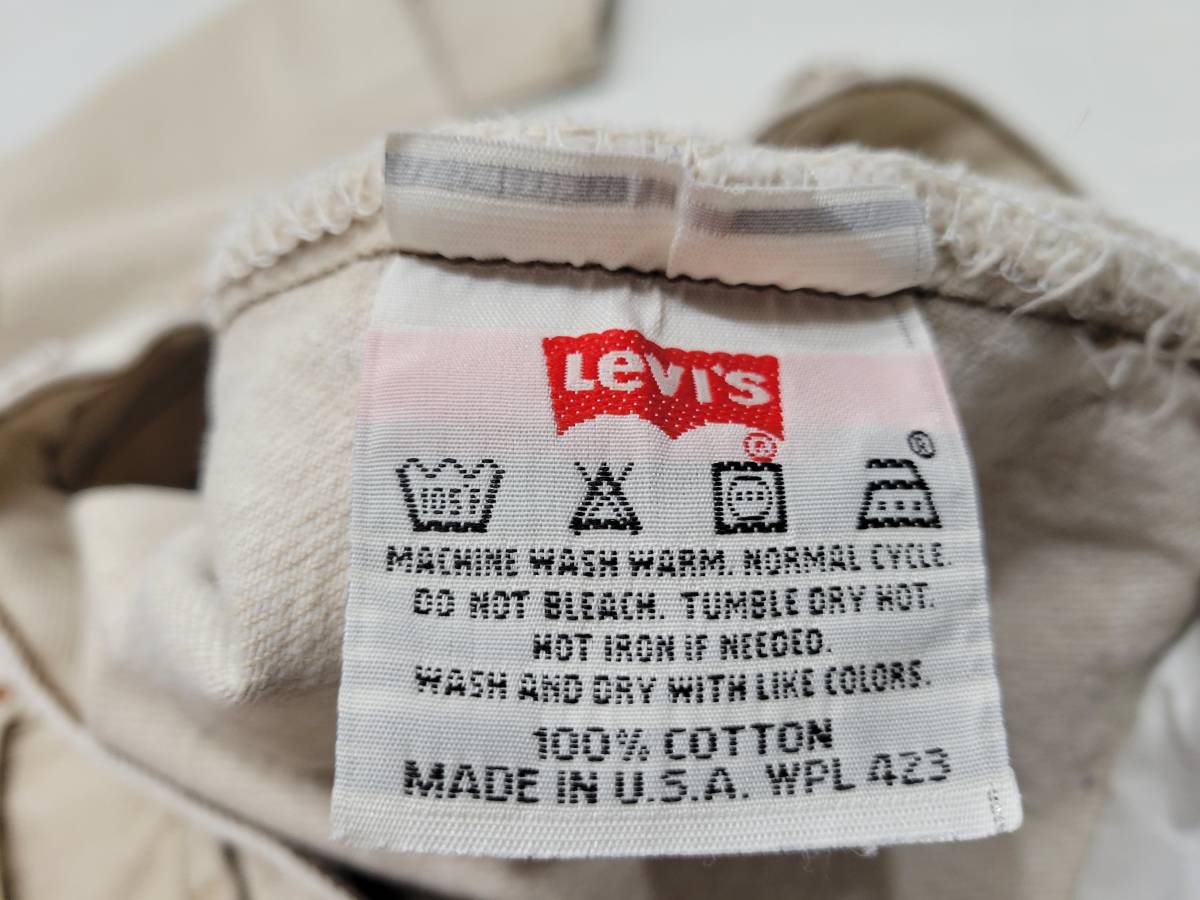 LEVI'S
®
®
105°
MACHINE WASH WARM. NORMAL CYCLE.
DO NOT BLEACH. TUMBLE DRY HOT.
HOT IRON IF NEEDED.
WASH AND DRY WITH LIKE COLORS.
100% COTTON
MADE IN U.S.A. WPL 423